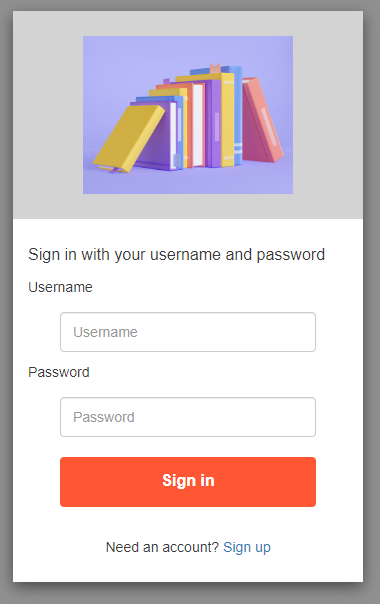 Sign in with your username and password
Username
Username
Password
Password
Sign in
Need an account? Sign up